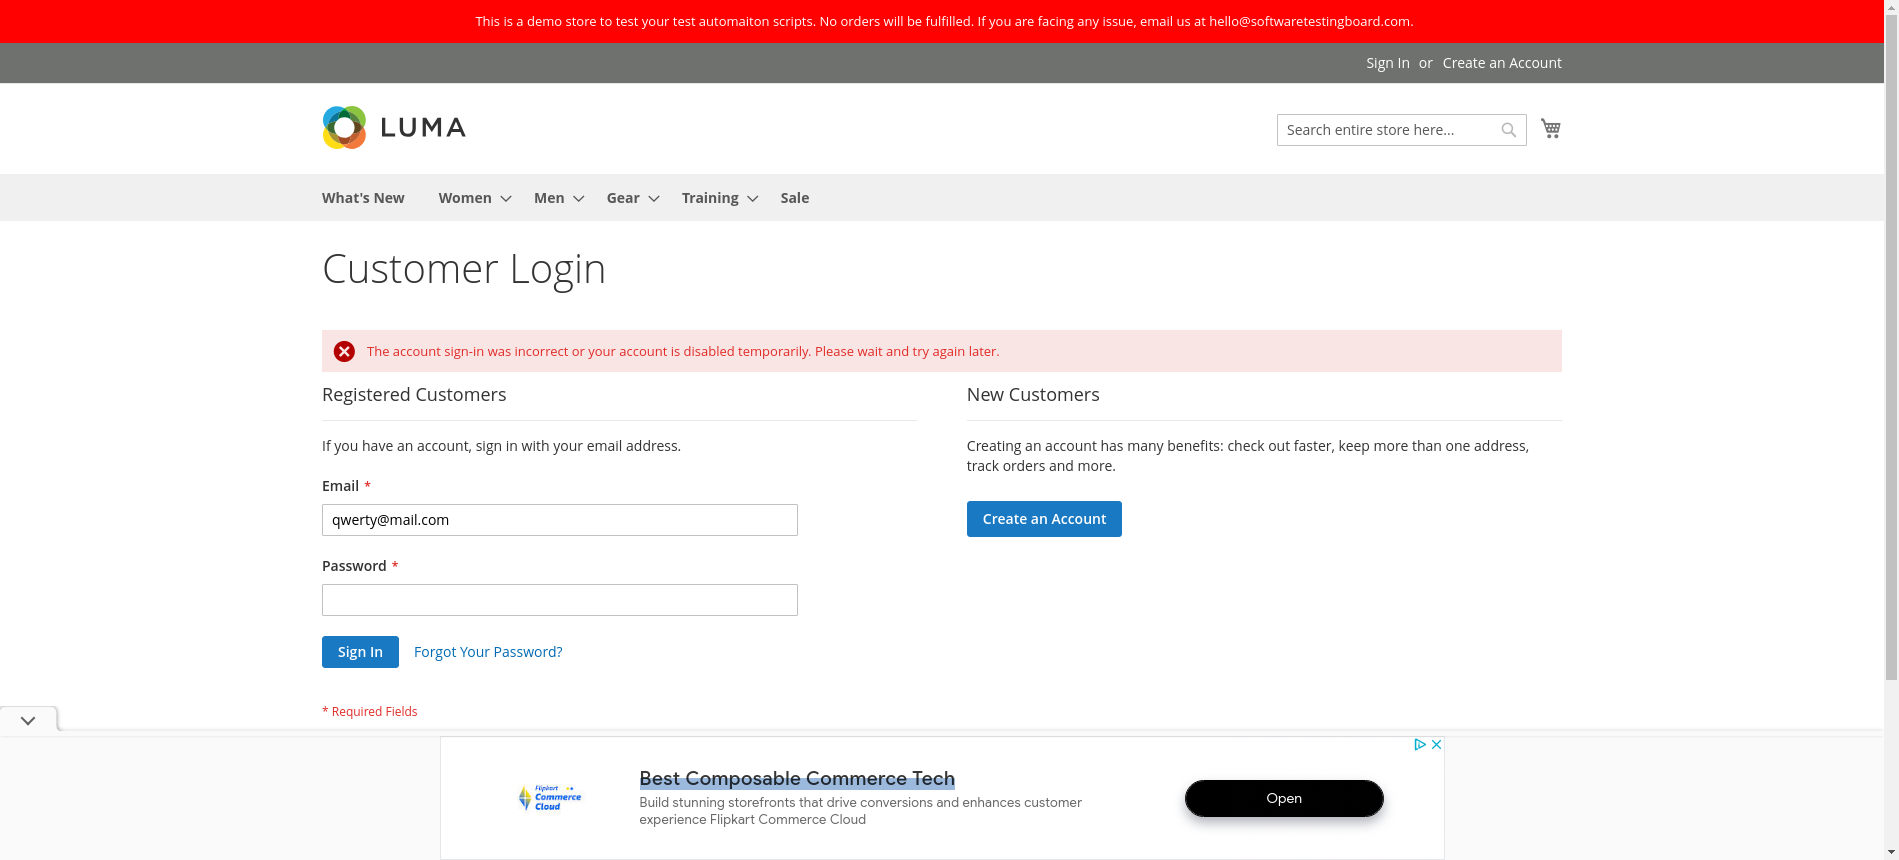 This is a demo store to test your test automaiton scripts. No orders will be fulfilled. If you are facing any issue, email us at hello@softwaretestingboard.com.
Sign In or Create an Account
LUMA
Search entire store here...
What's New Women Men Gear Training Sale
Customer Login
The account sign-in was incorrect or your account is disabled temporarily. Please wait and try again later.
Registered Customers
If you have an account, sign in with your email address.
Email *
qwerty@mail.com
Password *
Sign In Forgot Your Password?
* Required Fields
New Customers
Creating an account has many benefits: check out faster, keep more than one address,
track orders and more.
Create an Account
Flipkart
Commerce
Cloud
Best Composable Commerce Tech
Build stunning storefronts that drive conversions and enhances customer
experience Flipkart Commerce Cloud
Open